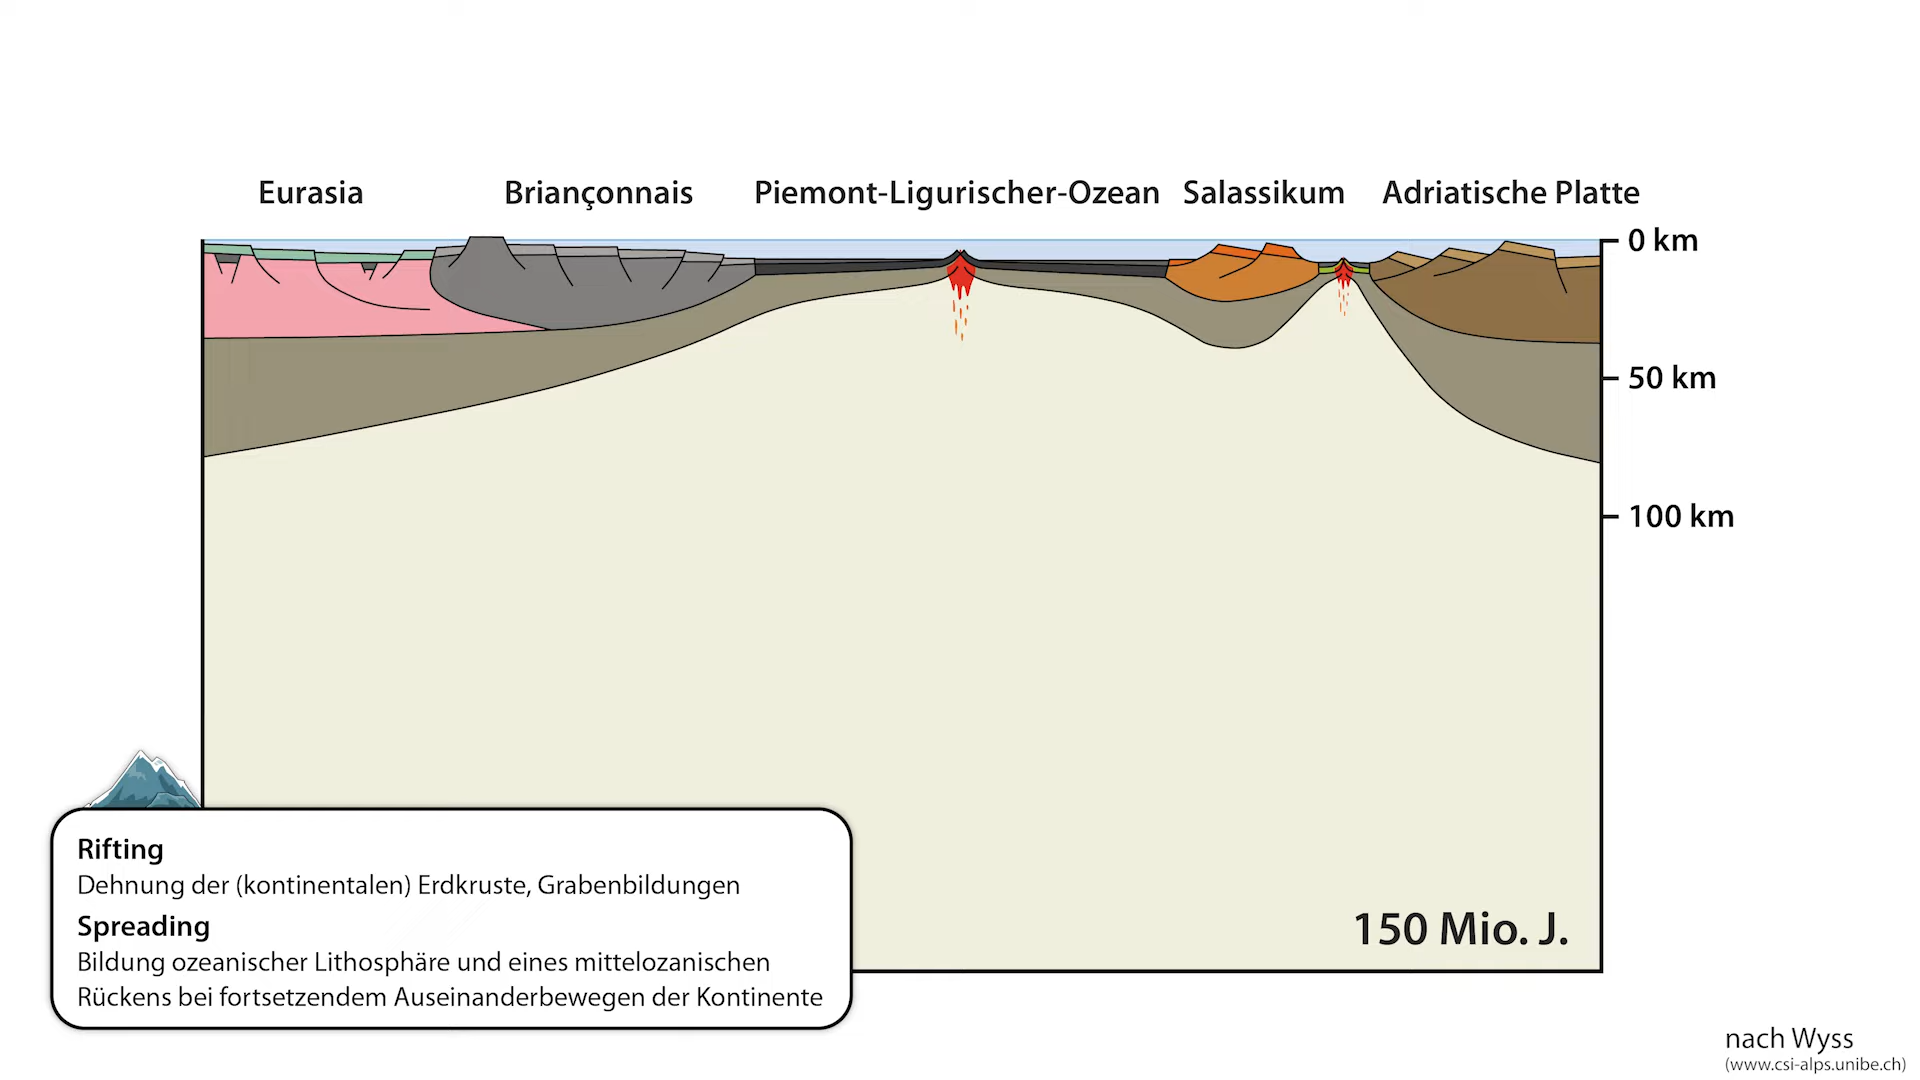 Eurasia Briançonnais Piemont-Ligurischer-Ozean Salassikum Adriatische Platte
0 km
50 km
100 km
Rifting
Dehnung der (kontinentalen) Erdkruste, Grabenbildungen
Spreading
Bildung ozeanischer Lithosphäre und eines mittelozanischen
Rückens bei fortsetzendem Auseinanderbewegen der Kontinente
150 Mio. J.
nach Wyss
(www.csi-alps.unibe.ch)